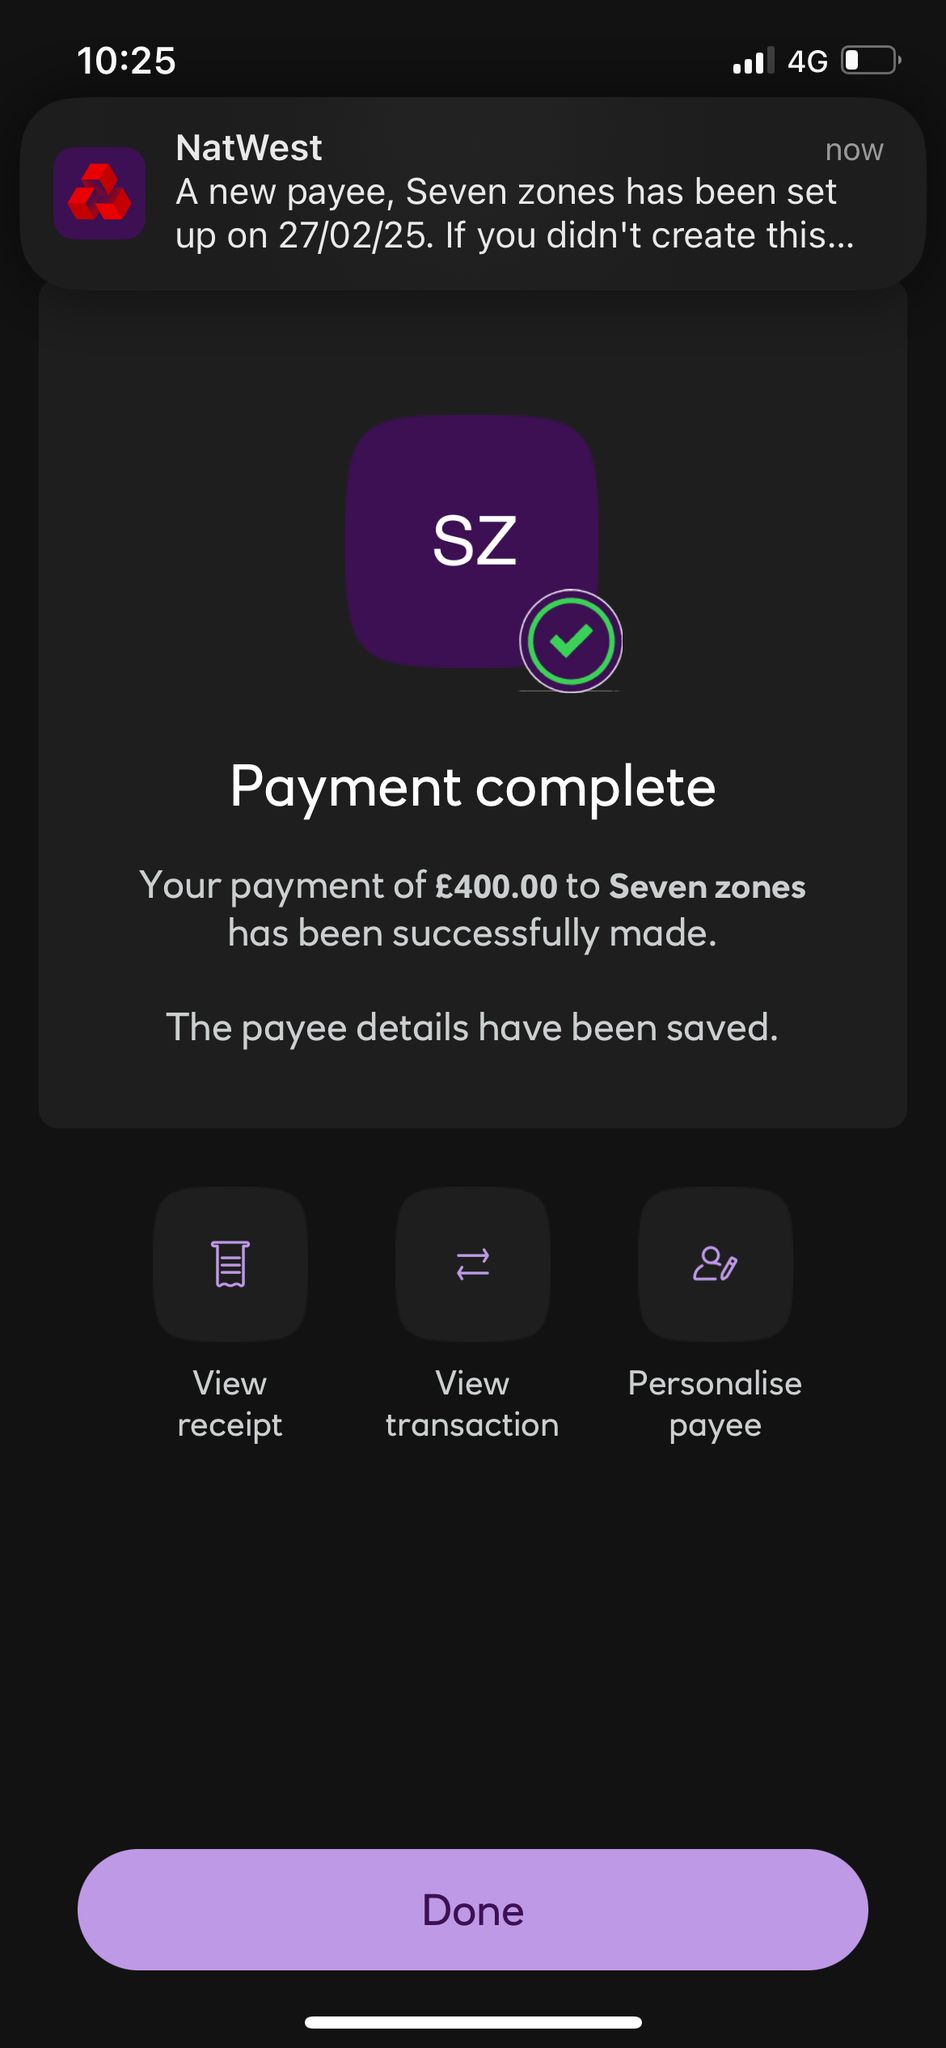 10:25
4G
NatWest
now
A new payee, Seven zones has been set
up on 27/02/25. If you didn't create this...
SZ
Payment complete
Your payment of £400.00 to Seven zones
has been successfully made.
The payee details have been saved.
View
receipt
View
transaction
Personalise
payee
Done